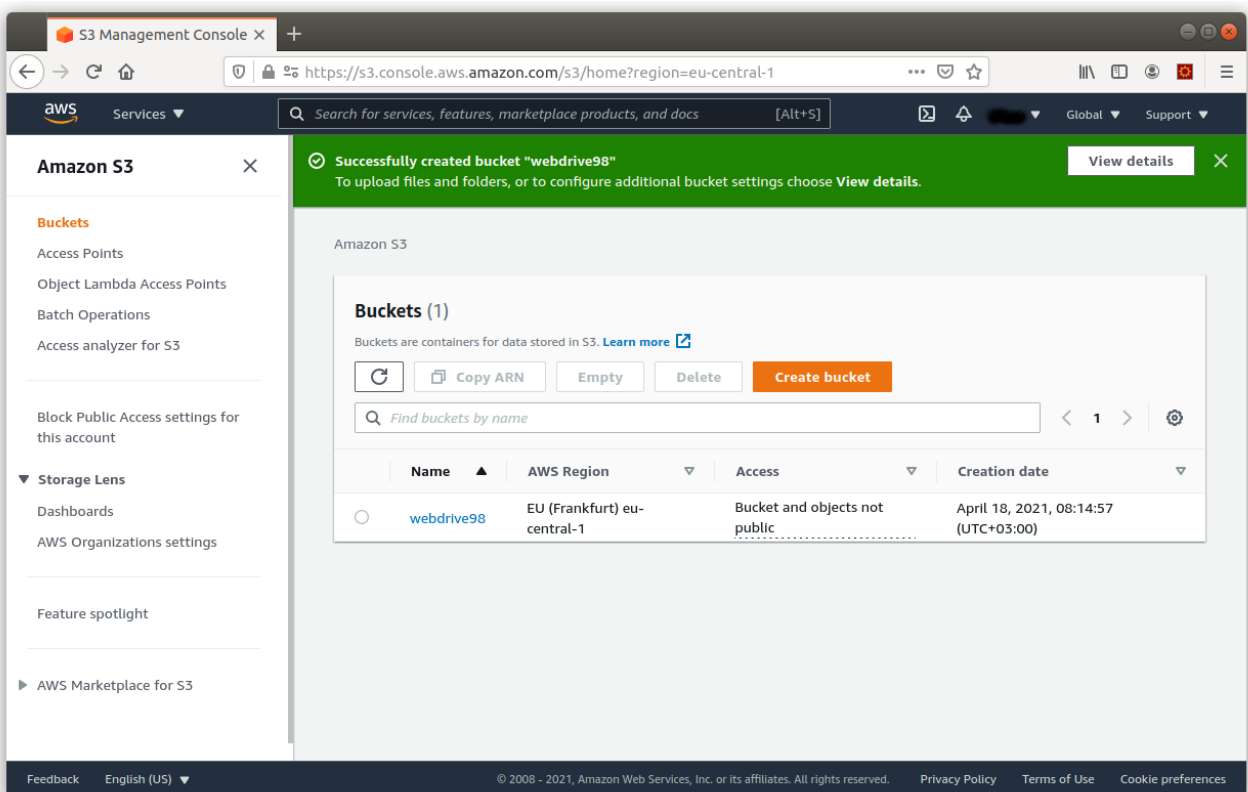 S3 Management Console
https://s3.console.aws.amazon.com/s3/home?region=eu-central-1
aws
Services
Search for services, features, marketplace products, and docs [Alt+S]
Global
Support
Amazon S3
Buckets
Access Points
Object Lambda Access Points
Batch Operations
Access analyzer for S3
Block Public Access settings for
this account
Storage Lens
Dashboards
AWS Organizations settings
Feature spotlight
AWS Marketplace for S3
Successfully created bucket "webdrive98"
To upload files and folders, or to configure additional bucket settings choose View details.
View details
Amazon S3
Buckets (1)
Buckets are containers for data stored in S3. Learn more
Copy ARN Empty Delete Create bucket
Find buckets by name
1
Name AWS Region Access Creation date
webdrive98
EU (Frankfurt) eu-
central-1
Bucket and objects not
public
April 18, 2021, 08:14:57
(UTC+03:00)
Feedback English (US) © 2008 - 2021, Amazon Web Services, Inc. or its affiliates. All rights reserved. Privacy Policy Terms of Use Cookie preferences